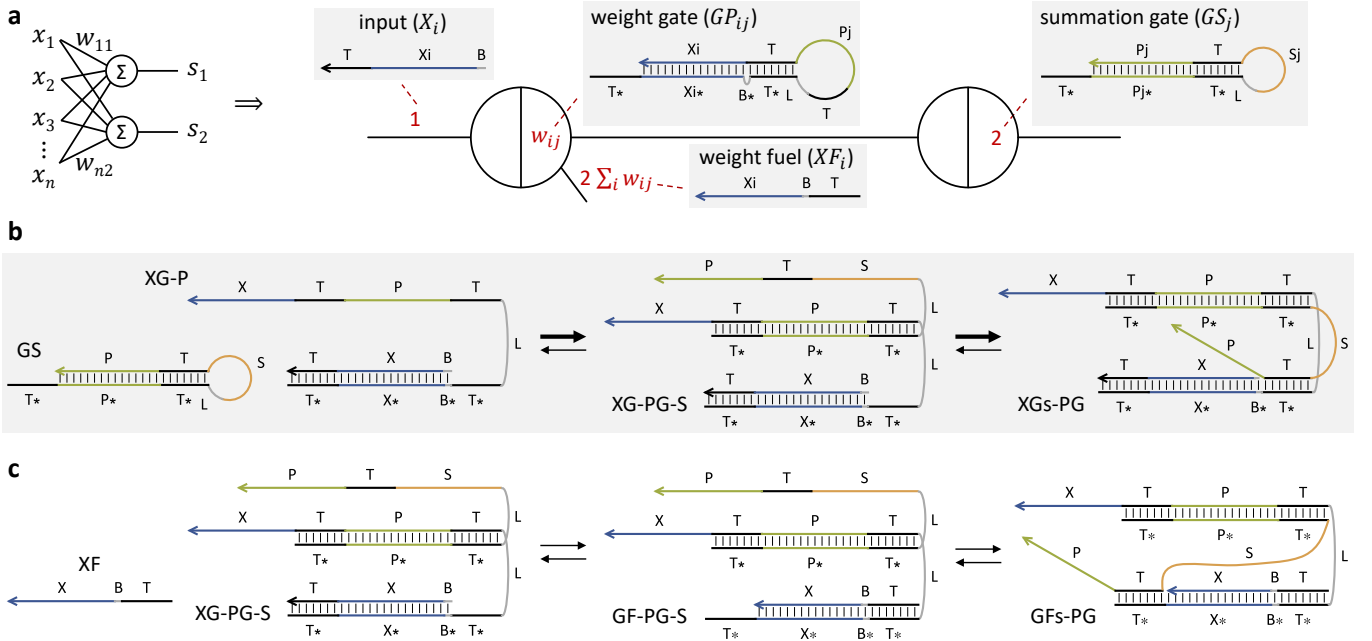 a
input (Xi)
T Xi B
weight gate (GPij)
Pj
Xi T
T* Xi* B* T* L
T
summation gate (GSj)
Pj T Sj
T* Pj* T* L
x1 w11
x2
x3
⋮
xn wn2
Σ s1
Σ s2
⇒
1
wij
2
2 ∑i wij
weight fuel (XFi)
Xi B T
b
XG-P
X T P T
L
GS
P T S
T* P* T* L
T X B
T* X* B* T*
P T S
L
X T P T
T* P* T*
L
T X B
T* X* B* T*
XG-PG-S
X T P T
T* P* T*
P L S
T X T
T* X* B* T*
XGs-PG
c
XF
X B T
P T S
L
X T P T
T* P* T*
L
T X B
XG-PG-S
T* X* B* T*
P T S
L
X T P T
T* P* T*
L
X B T
GF-PG-S
T* X* B* T*
X T P T
T* P* T*
P S L
T X B T
GFs-PG
T* X* B* T*